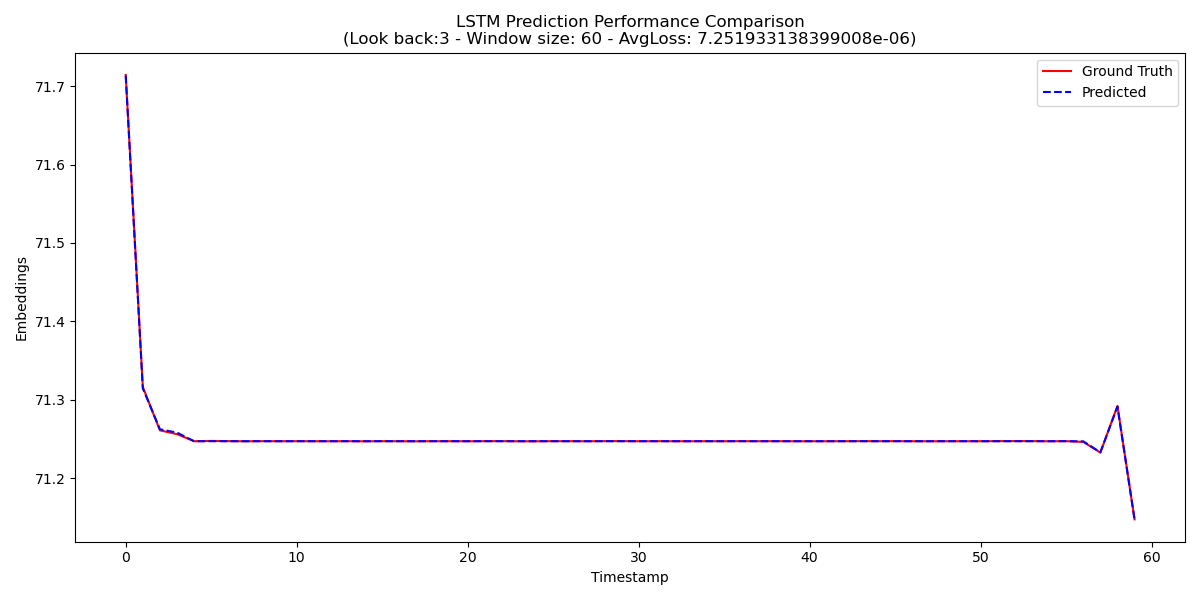 LSTM Prediction Performance Comparison
(Look back:3 - Window size: 60 - AvgLoss: 7.251933138399008e-06)
Ground Truth
Predicted
Embeddings
71.7
71.6
71.5
71.4
71.3
71.2
0 10 20 30 40 50 60
Timestamp